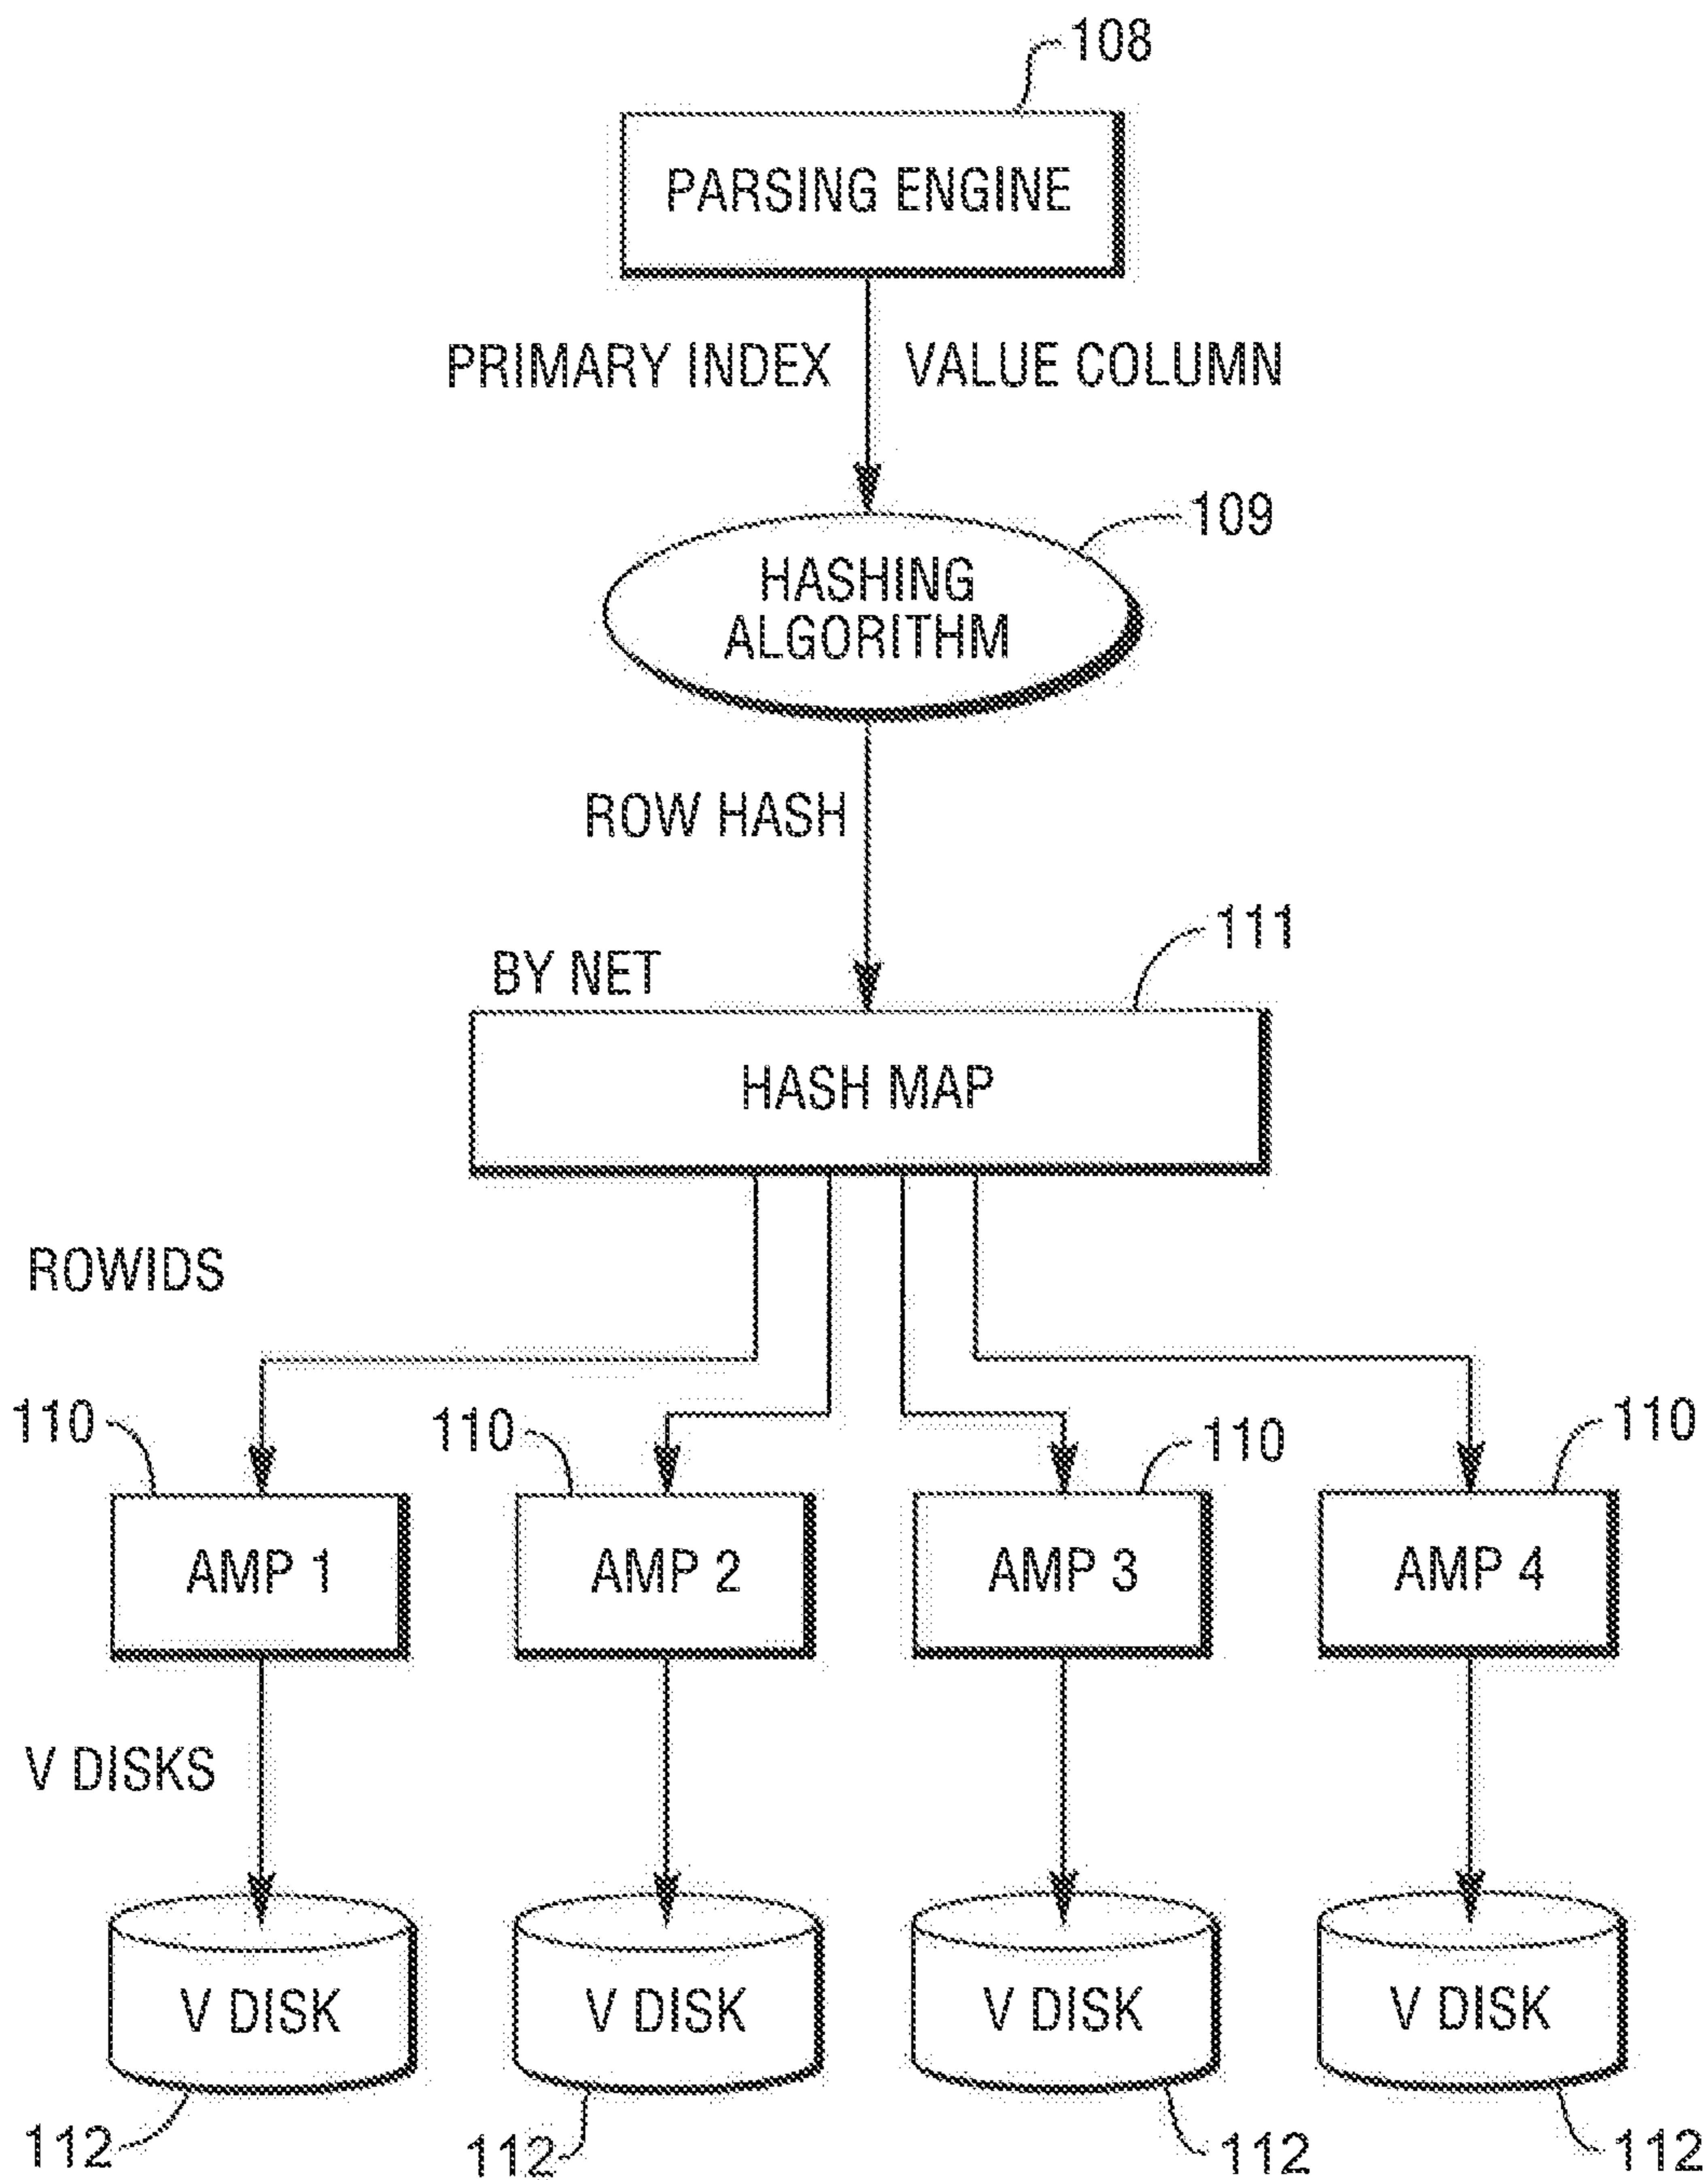 108
PARSING ENGINE
PRIMARY INDEX
VALUE COLUMN
109
HASHING
ALGORITHM
ROW HASH
111
BY NET
HASH MAP
ROWIDS
110
110
110
110
AMP 1
AMP 2
AMP 3
AMP 4
V DISKS
V DISK
V DISK
V DISK
V DISK
112
112
112
112